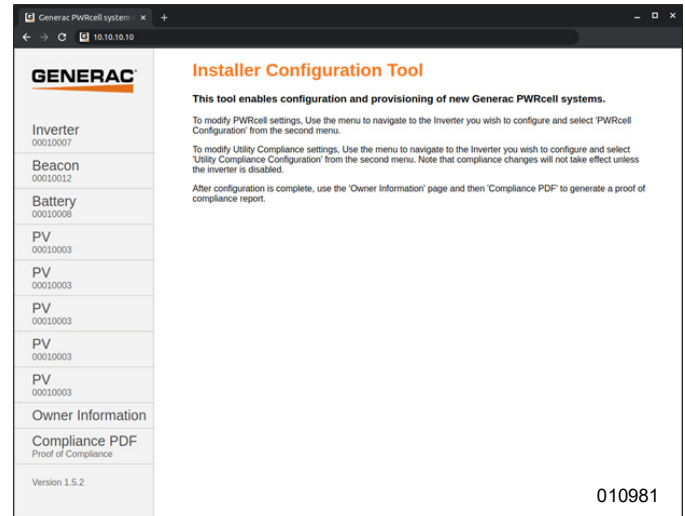 Generac PWRcell system
10.10.10.10
GENERAC
Installer Configuration Tool
This tool enables configuration and provisioning of new Generac PWRcell systems.
To modify PWRcell settings, Use the menu to navigate to the Inverter you wish to configure and select 'PWRcell
Configuration' from the second menu.
To modify Utility Compliance settings, Use the menu to navigate to the Inverter you wish to configure and select
'Utility Compliance Configuration' from the second menu. Note that compliance changes will not take effect unless
the inverter is disabled.
After configuration is complete, use the 'Owner Information' page and then 'Compliance PDF' to generate a proof of
compliance report.
Inverter
00010007
Beacon
00010012
Battery
00010008
PV
00010003
PV
00010003
PV
00010003
PV
00010003
PV
00010003
Owner Information
Compliance PDF
Proof of Compliance
Version 1.5.2
010981